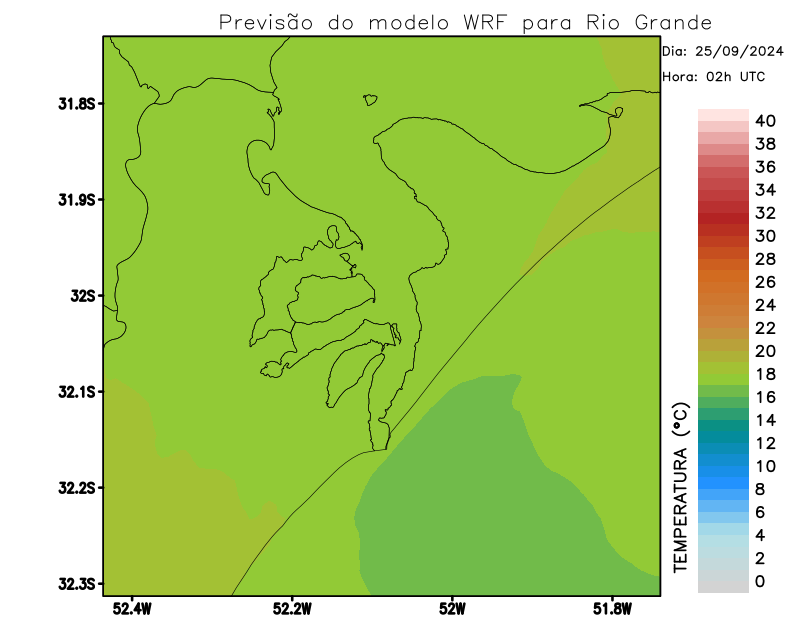 Previsão do modelo WRF para Rio Grande
Dia: 25/09/2024
Hora: 02h UTC
31.8S
31.9S
32S
32.1S
32.2S
32.3S
52.4W
52.2W
52W
51.8W
TEMPERATURA (°C)
40
38
36
34
32
30
28
26
24
22
20
18
16
14
12
10
8
6
4
2
0